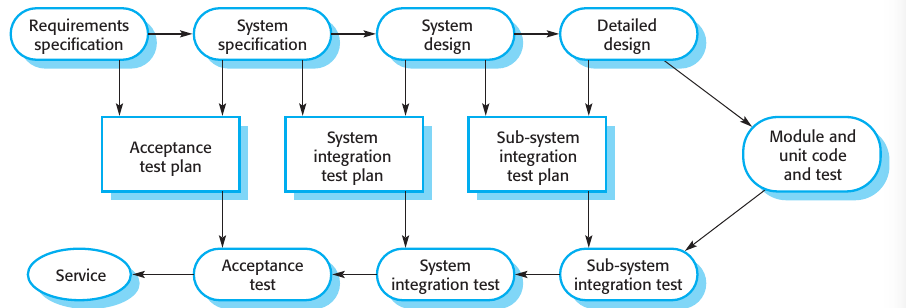 Requirements
specification
System
specification
System
design
Detailed
design
Acceptance
test plan
System
integration
test plan
Sub-system
integration
test plan
Module and
unit code
and test
Service
Acceptance
test
System
integration test
Sub-system
integration test